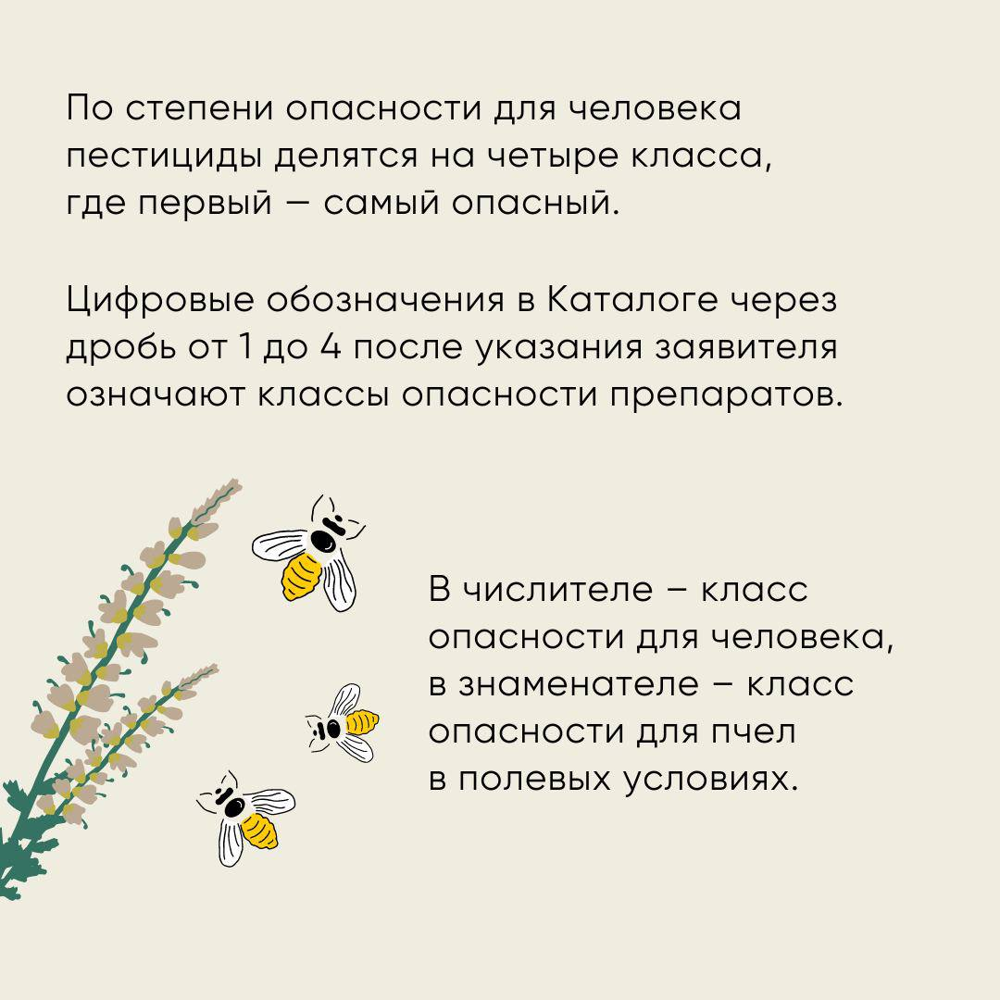 По степени опасности для человека
пестициды делятся на четыре класса,
где первый — самый опасный.
Цифровые обозначения в Каталоге через
дробь от 1 до 4 после указания заявителя
означают классы опасности препаратов.
В числителе – класс
опасности для человека,
в знаменателе – класс
опасности для пчел
в полевых условиях.